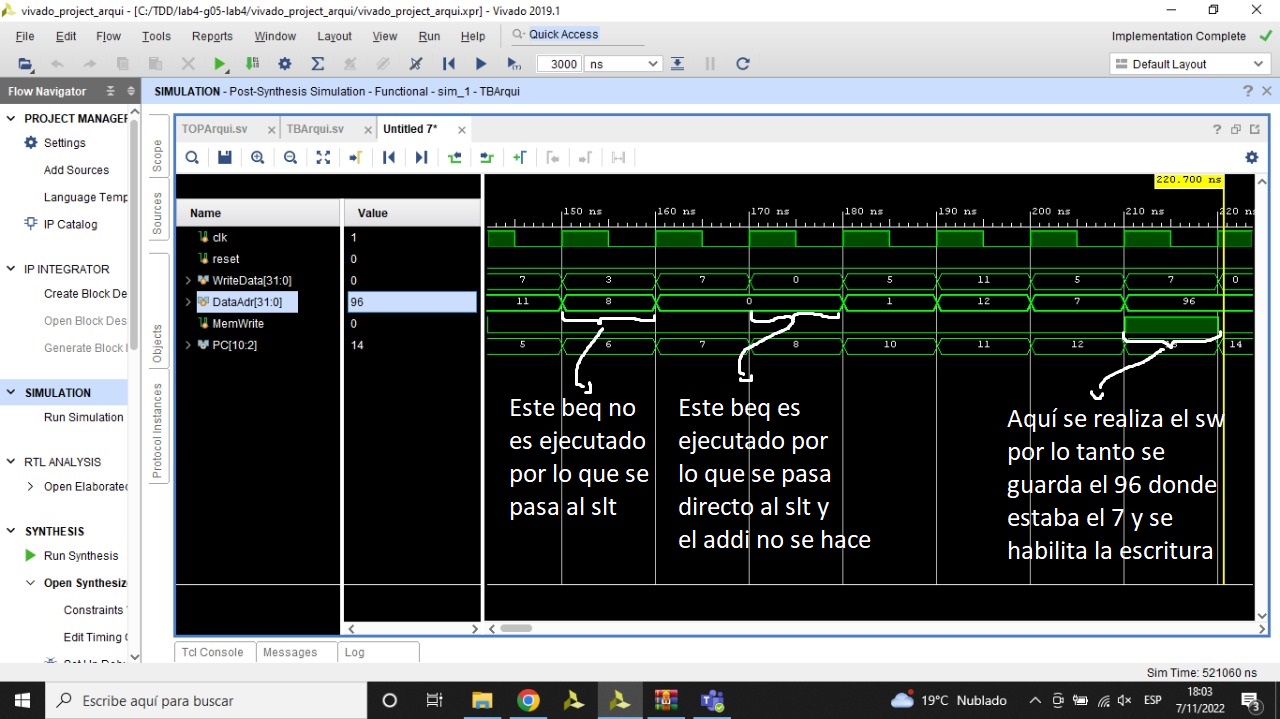 vivado_project_arqui - [C:/TDD/lab4-g05-lab4/vivado_project_arqui/vivado_project_arqui.xpr] - Vivado 2019.1
File Edit Flow Tools Reports Window Layout View Run Help Quick Access Implementation Complete
3000 ns Default Layout
Flow Navigator SIMULATION - Post-Synthesis Simulation - Functional - sim_1 - TBArqui
PROJECT MANAGER
Settings
Add Sources
Language Temp
IP Catalog
IP INTEGRATOR
Create Block De
Open Block Des
Generate Block
SIMULATION
Run Simulation
RTL ANALYSIS
Open Elaborated
SYNTHESIS
Run Synthesis
Open Synthesiz
Constraints
Edit Timing
Scope
Sources
Objects
Protocol Instances
TOPArqui.sv TBArqui.sv Untitled 7*
220.700 ns
Name Value
150 ns 160 ns 170 ns 180 ns 190 ns 200 ns 210 ns 220 n
clk 1
reset 0
WriteData[31:0] 0 7 3 7 0 5 11 5 7 0
DataAdr[31:0] 96 11 8 0 1 12 7 96
MemWrite 0
PC[10:2] 14 5 6 7 8 10 11 12 14
Este beq no
es ejecutado
por lo que se
pasa al slt
Este beq es
ejecutado por
lo que se pasa
directo al slt y
el addi no se hace
Aquí se realiza el sw
por lo tanto se
guarda el 96 donde
estaba el 7 y se
habilita la escritura
Tcl Console Messages Log
Sim Time: 521060 ns
Escribe aquí para buscar
19°C Nublado ESP 18:03
7/11/2022
3